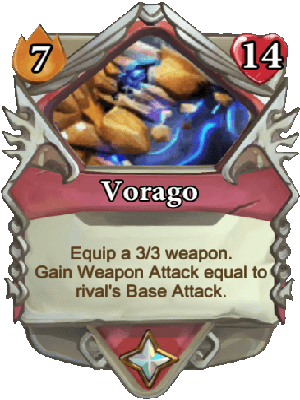 7
14
Vorago
Equip a 3/3 weapon.
Gain Weapon Attack equal to
rival's Base Attack.